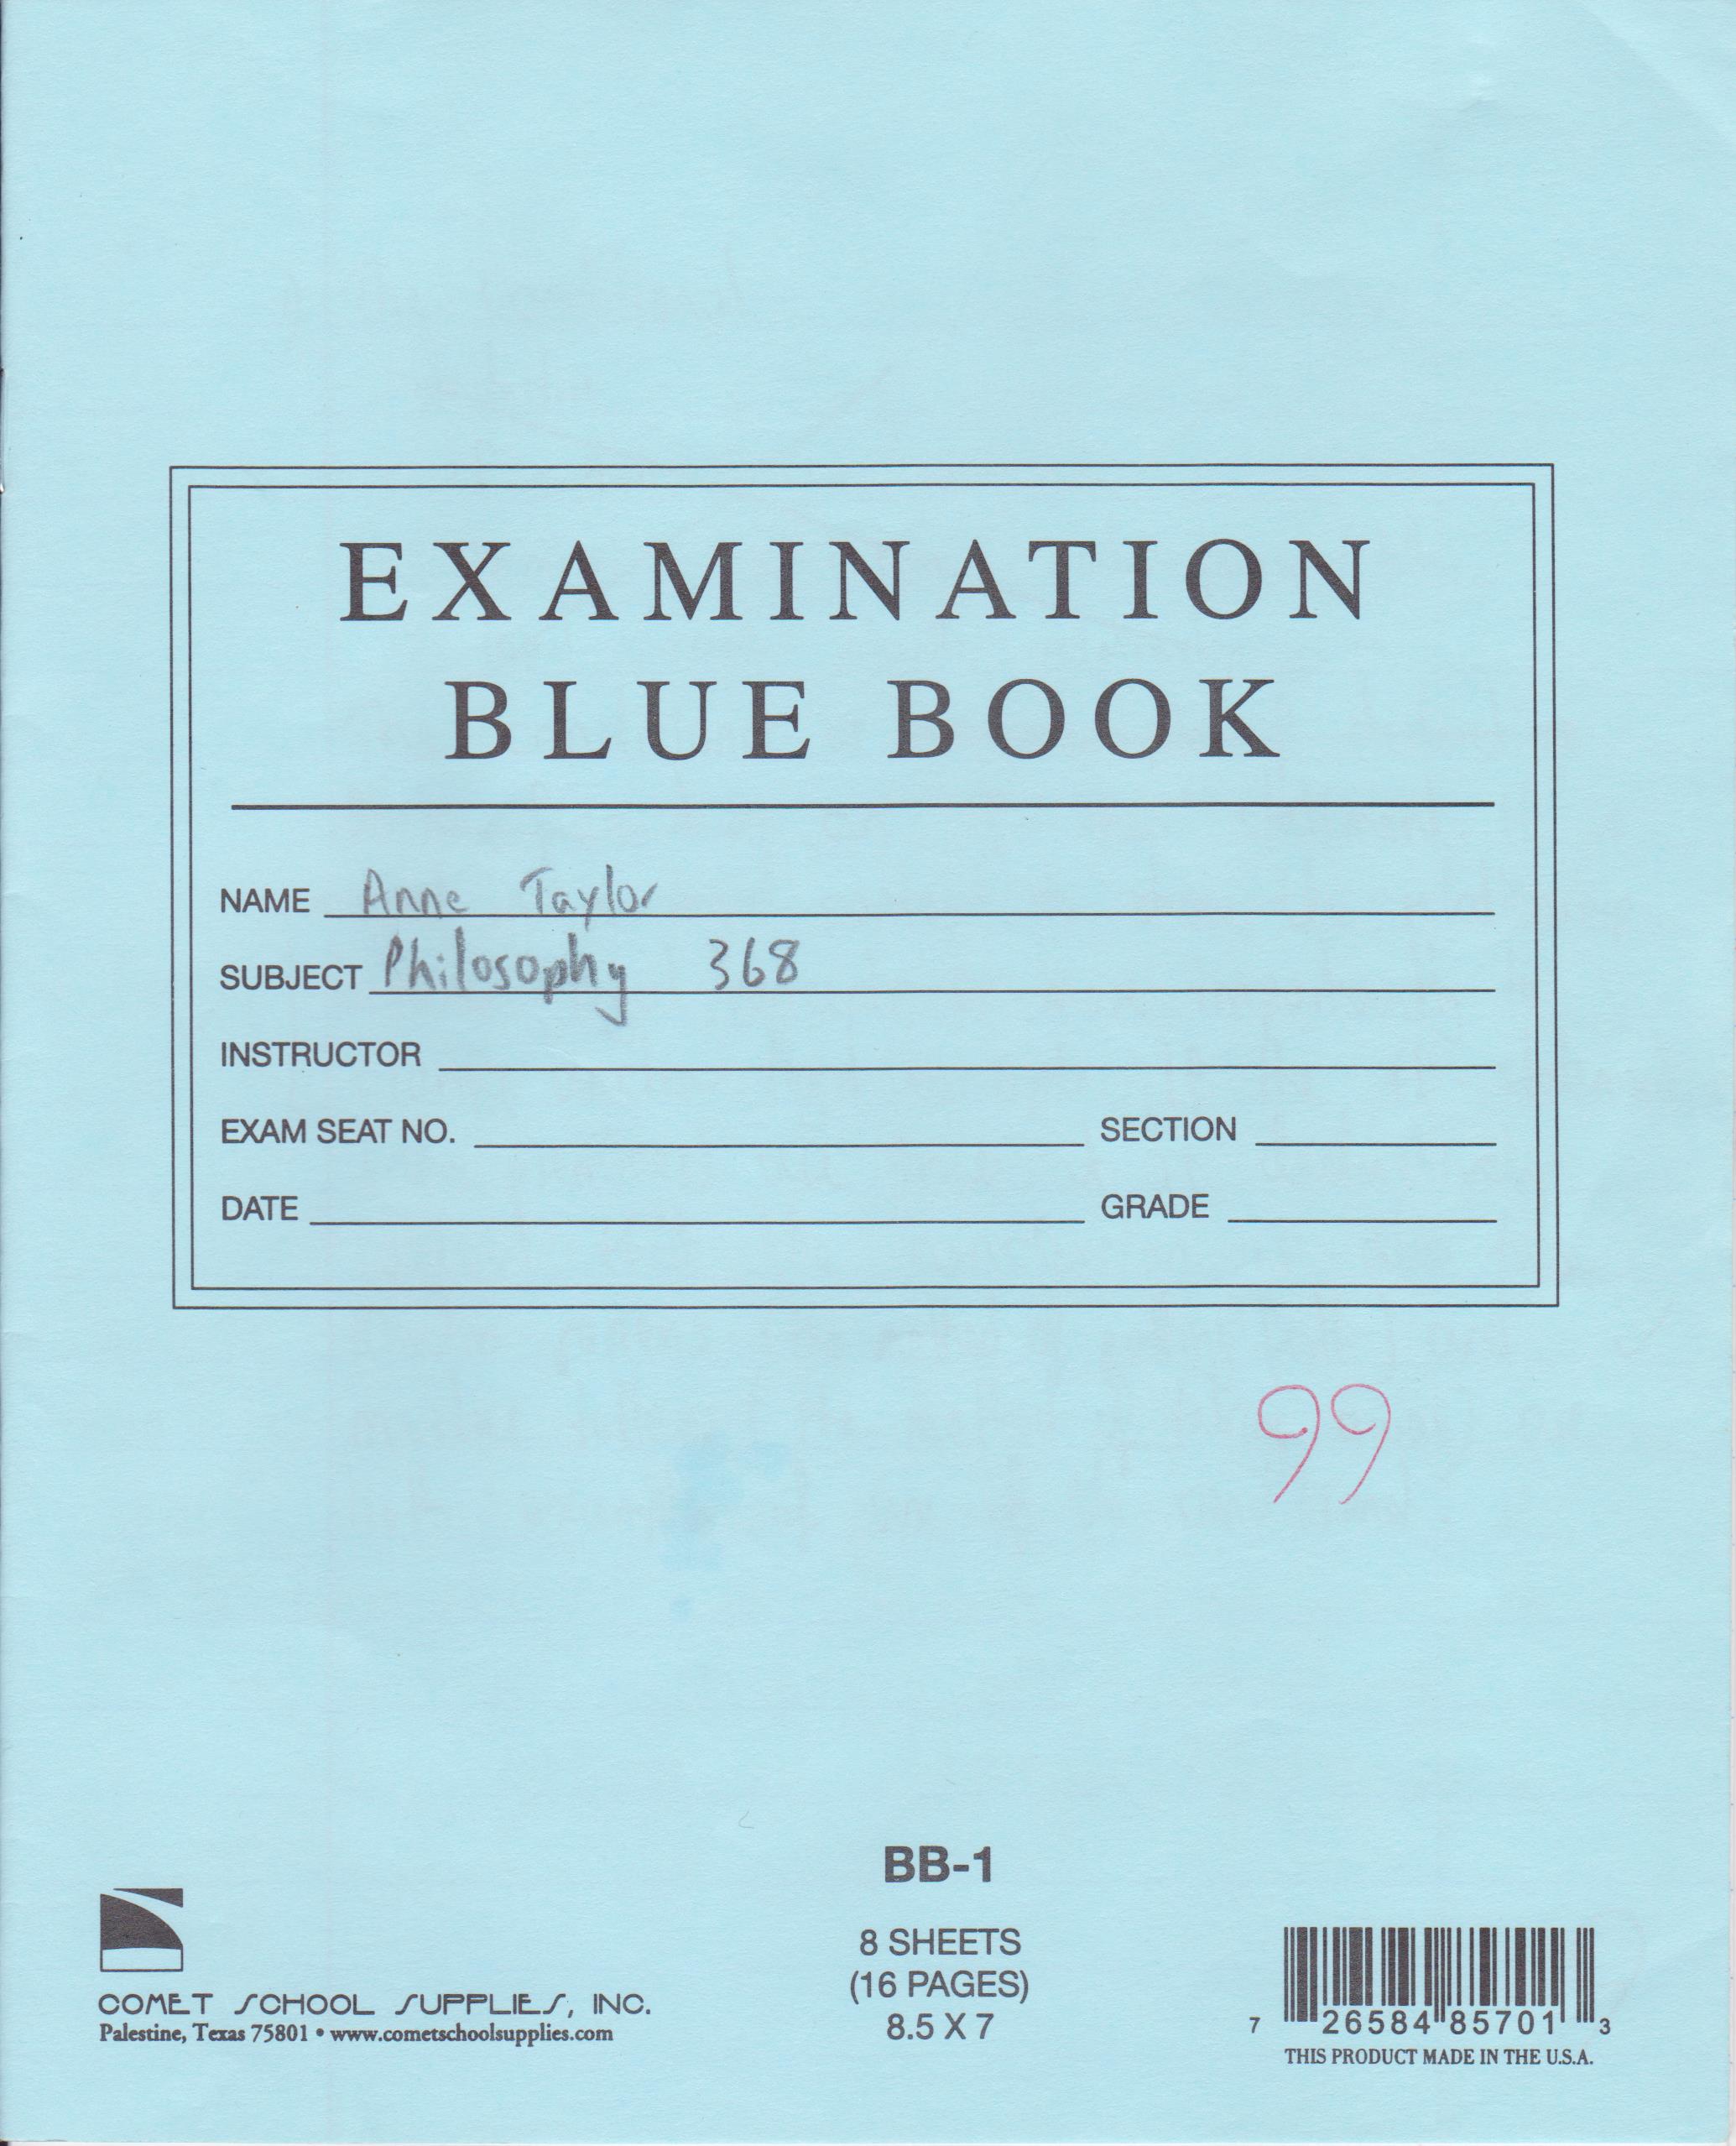 EXAMINATION
BLUE BOOK
NAME Anne Taylor
SUBJECT Philosophy 368
INSTRUCTOR
EXAM SEAT NO. SECTION
DATE GRADE
99
BB-1
8 SHEETS
(16 PAGES)
8.5 X 7
COMET SCHOOL SUPPLIES, INC.
Palestine, Texas 75801 • www.cometschoolsupplies.com
7 26584 85701 3
THIS PRODUCT MADE IN THE U.S.A.